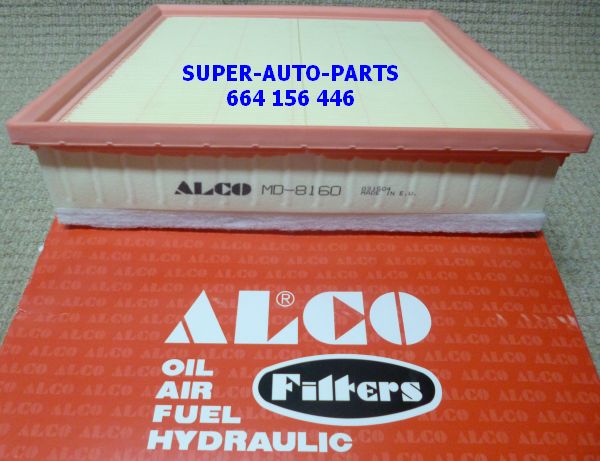 SUPER-AUTO-PARTS
664 156 446
ALCO MD-8160
MADE IN E.U.
ALCO®
OIL
AIR
FUEL
HYDRAULIC
Filters